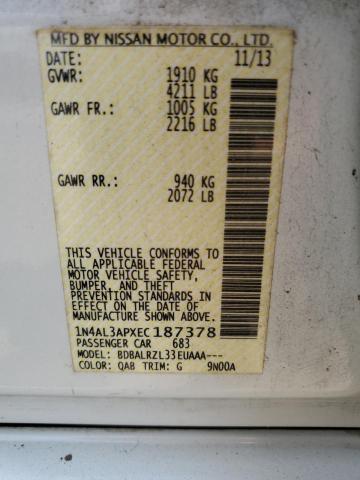 MFD BY NISSAN MOTOR CO., LTD.
DATE: 11/13
GVWR: 1910 KG
4211 LB
GAWR FR.: 1005 KG
2216 LB
GAWR RR.: 940 KG
2072 LB
THIS VEHICLE CONFORMS TO
ALL APPLICABLE FEDERAL
MOTOR VEHICLE SAFETY,
BUMPER, AND THEFT
PREVENTION STANDARDS IN
EFFECT ON THE DATE OF
MANUFACTURE SHOWN ABOVE.
1N4AL3APXEC187378
PASSENGER CAR 683
MODEL: BDBALRZL33EUAAA---
COLOR: QAB TRIM: G 9N00A